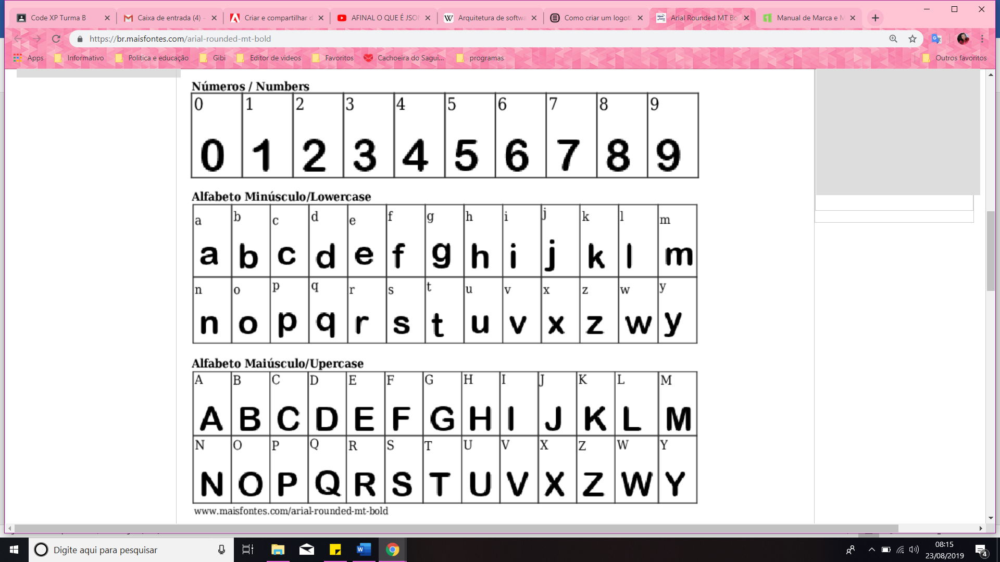 Code XP Turma B
Caixa de entrada (4) -
Criar e compartilhar d
AFINAL O QUE É JSON
Arquitetura de softwa
Como criar um logoti
Arial Rounded MT Bo
Manual de Marca e M
https://br.maisfontes.com/arial-rounded-mt-bold
Apps Informativo Politica e educação Gibi Editor de videos Favoritos Cachoeira do Sagui... programas Outros favoritos
Números / Numbers
0 1 2 3 4 5 6 7 8 9
0 1 2 3 4 5 6 7 8 9
Alfabeto Minúsculo/Lowercase
a b c d e f g h i j k l m
a b c d e f g h i j k l m
n o p q r s t u v x z w y
n o p q r s t u v x z w y
Alfabeto Maiúsculo/Upercase
A B C D E F G H I J K L M
A B C D E F G H I J K L M
N O P Q R S T U V X Z W Y
N O P Q R S T U V X Z W Y
www.maisfontes.com/arial-rounded-mt-bold
Digite aqui para pesquisar
08:15
23/08/2019
4